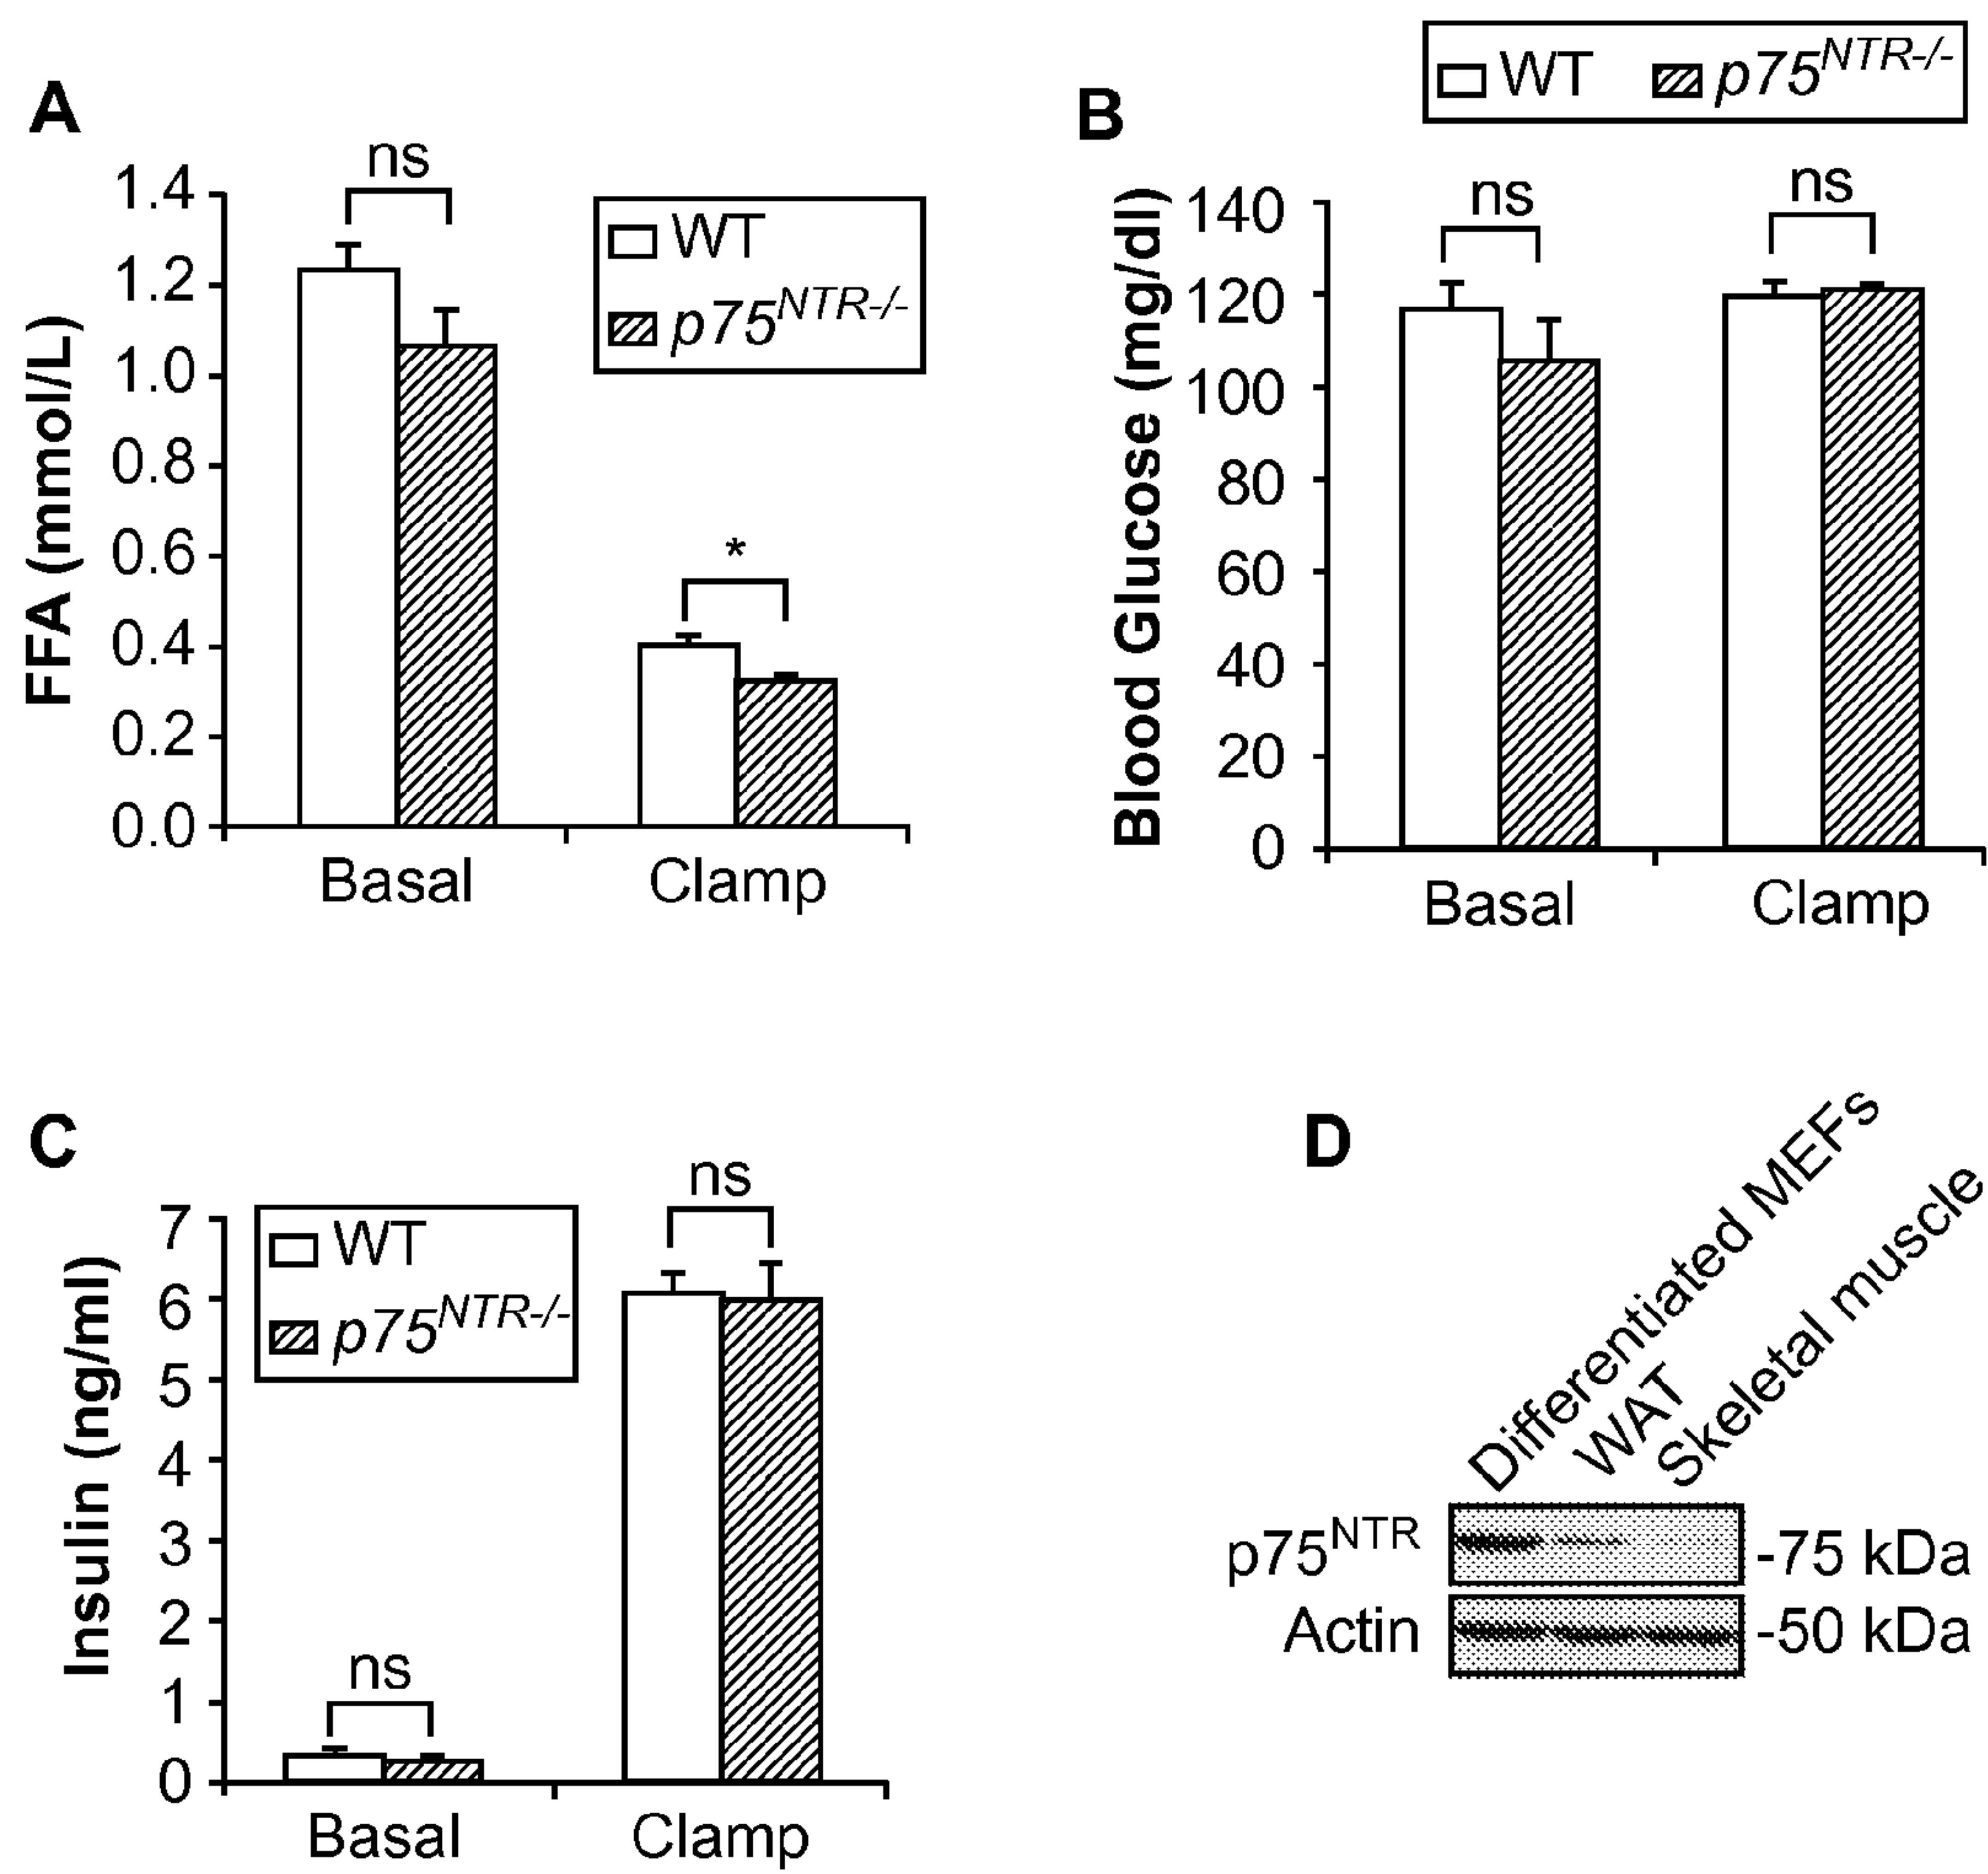 A
ns
1.4
1.2
1.0
0.8
0.6
0.4
0.2
0.0
FFA (mmol/L)
WT
p75NTR-/-
*
Basal Clamp
B
WT p75NTR-/-
ns ns
140
120
100
80
60
40
20
0
Blood Glucose (mg/dl)
Basal Clamp
C
ns
7
6
5
4
3
2
1
0
Insulin (ng/ml)
WT
p75NTR-/-
ns
Basal Clamp
D
Differentiated MEFs
WAT
Skeletal muscle
p75NTR -75 kDa
Actin -50 kDa